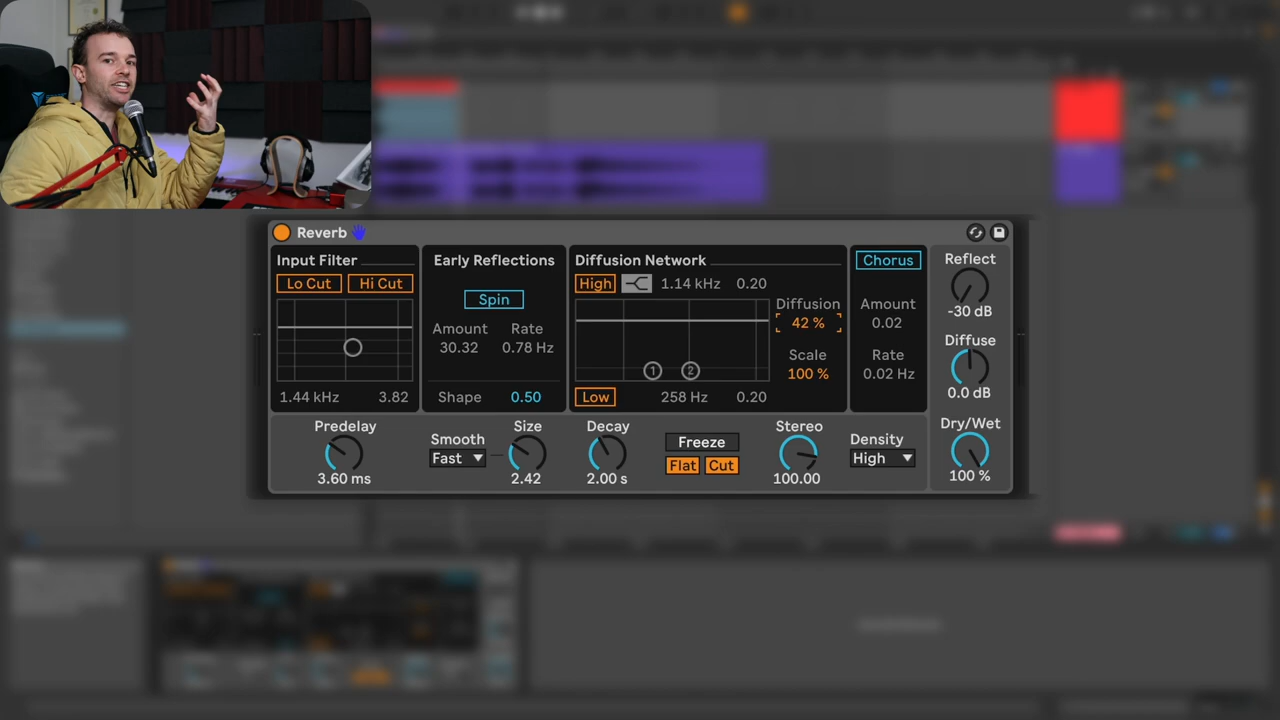 Reverb
Input Filter
Lo Cut Hi Cut
1.44 kHz 3.82
Early Reflections
Spin
Amount Rate
30.32 0.78 Hz
Shape 0.50
Diffusion Network
High 1.14 kHz 0.20
Diffusion
42 %
Scale
100 %
1 2
Low 258 Hz 0.20
Chorus
Amount
0.02
Rate
0.02 Hz
Reflect
-30 dB
Diffuse
0.0 dB
Dry/Wet
100 %
Predelay
3.60 ms
Smooth
Fast
Size
2.42
Decay
2.00 s
Freeze
Flat Cut
Stereo
100.00
Density
High